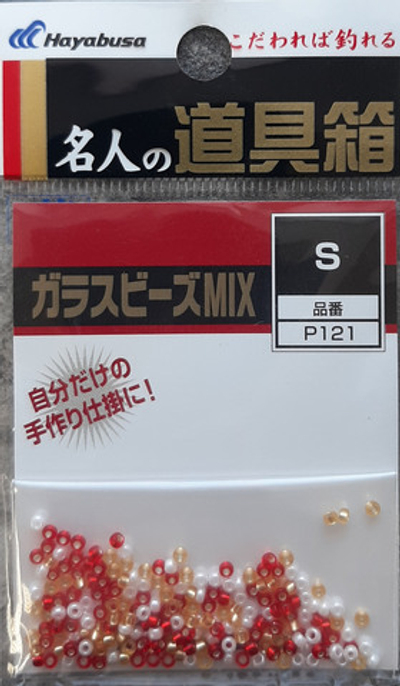 Hayabusa
こだわれば釣れる
名人の道具箱
S
ガラスビーズMIX
品番
P121
自分だけの
手作り仕掛に!